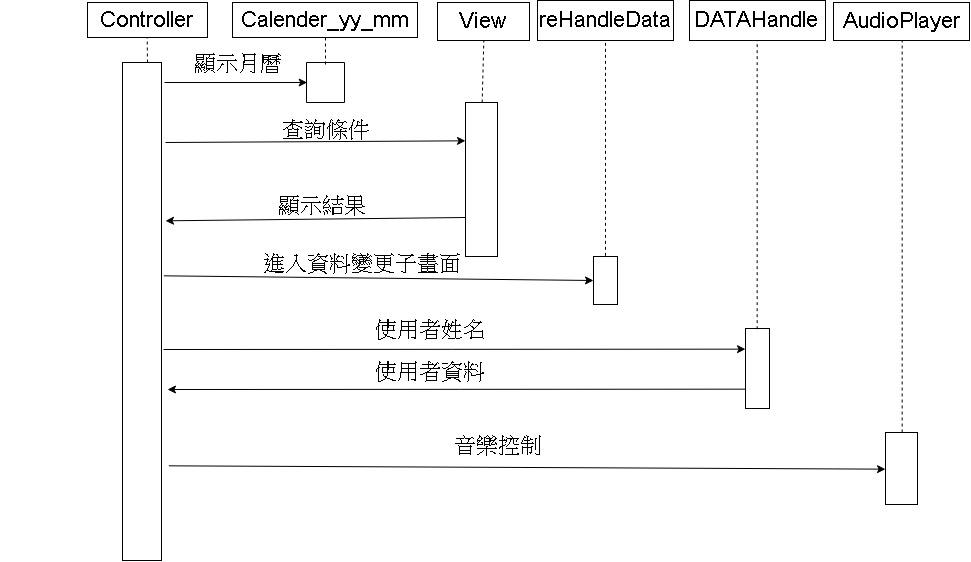 Controller
Calender_yy_mm
View
reHandleData
DATAHandle
AudioPlayer
顯示月曆
查詢條件
顯示結果
進入資料變更子畫面
使用者姓名
使用者資料
音樂控制